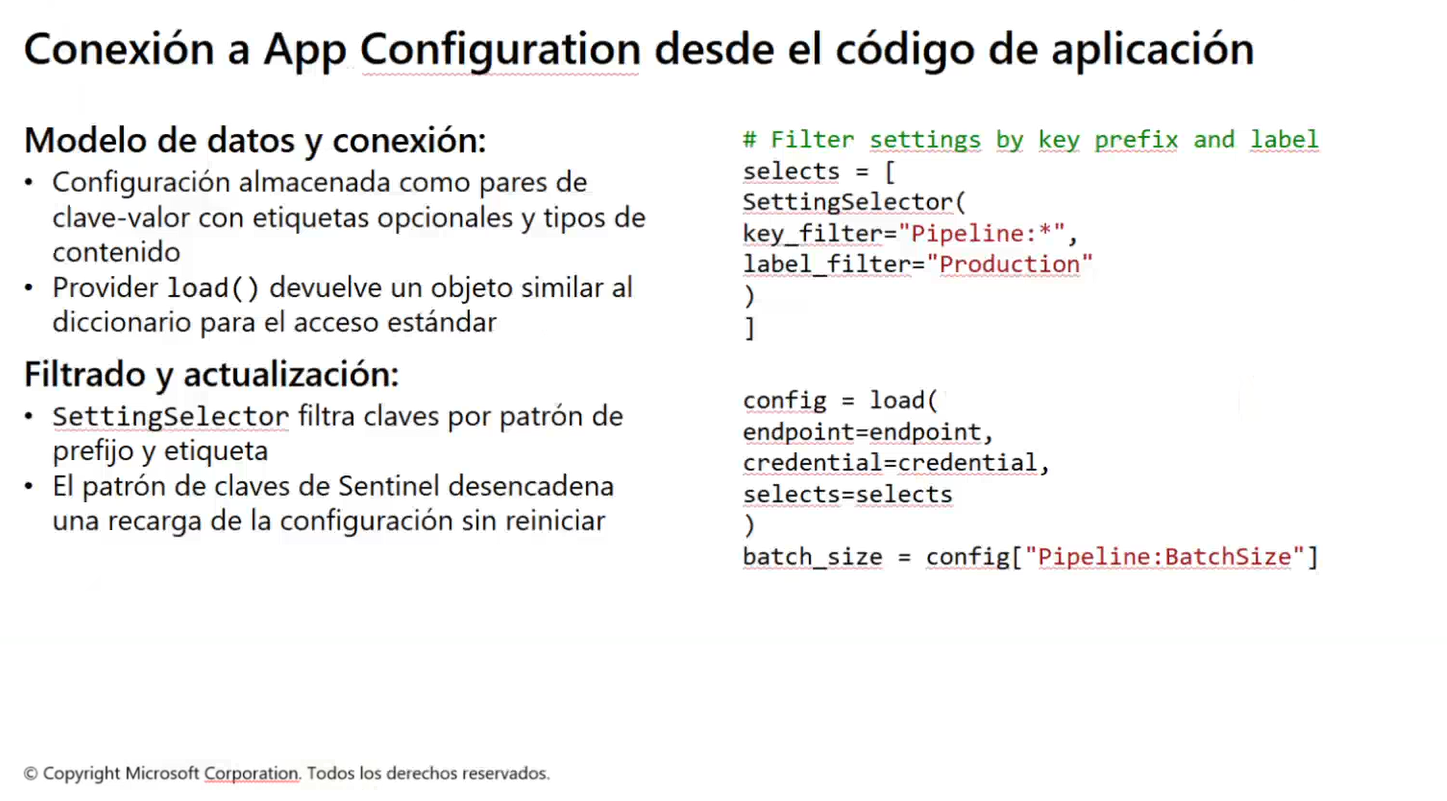 Conexión a App Configuration desde el código de aplicación
Modelo de datos y conexión:
• Configuración almacenada como pares de
clave-valor con etiquetas opcionales y tipos de
contenido
• Provider load() devuelve un objeto similar al
diccionario para el acceso estándar
Filtrado y actualización:
• SettingSelector filtra claves por patrón de
prefijo y etiqueta
• El patrón de claves de Sentinel desencadena
una recarga de la configuración sin reiniciar
# Filter settings by key prefix and label
selects = [
SettingSelector(
key_filter="Pipeline:*",
label_filter="Production"
)
]
config = load(
endpoint=endpoint,
credential=credential,
selects=selects
)
batch_size = config["Pipeline:BatchSize"]
© Copyright Microsoft Corporation. Todos los derechos reservados.